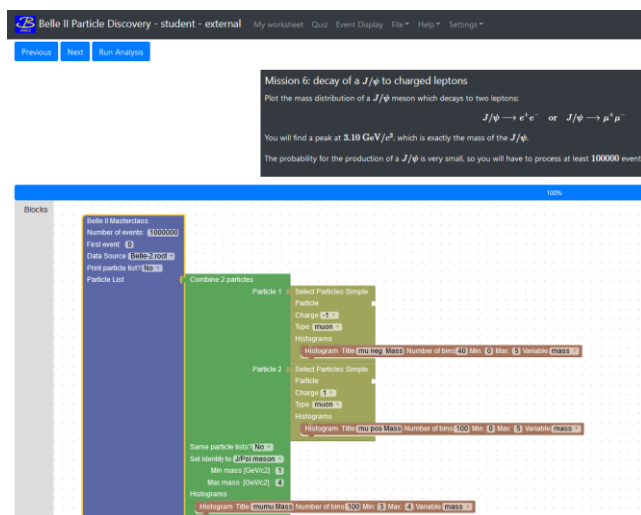 Belle II Particle Discovery - student - external My worksheet Quiz Event Display File Help Settings
Previous Next Run Analysis
Mission 6: decay of a J/ψ to charged leptons
Plot the mass distribution of a J/ψ meson which decays to two leptons:
J/ψ ⟶ e⁺e⁻ or J/ψ ⟶ μ⁺μ⁻
You will find a peak at 3.10 GeV/c², which is exactly the mass of the J/ψ.
The probability for the production of a J/ψ is very small, so you will have to process at least 100000 event
100%
Blocks
Belle II Masterclass
Number of events: 1000000
First event: 0
Data Source Belle-2.root
Print particle list? No
Particle List Combine 2 particles
Particle 1 Select Particles Simple
Particle
Charge -1
Type muon
Histograms
Histogram Title mu neg Mass Number of bins 40 Min: 0 Max: 5 Variable mass
Particle 2 Select Particles Simple
Particle
Charge 1
Type muon
Histograms
Histogram Title mu pos Mass Number of bins 100 Min: 0 Max: 5 Variable mass
Same particle lists? No
Set identity to J/Psi meson
Min mass [GeV/c2] 1
Max mass [GeV/c2] 4
Histograms
Histogram Title mumu Mass Number of bins 100 Min: 3 Max: 4 Variable mass